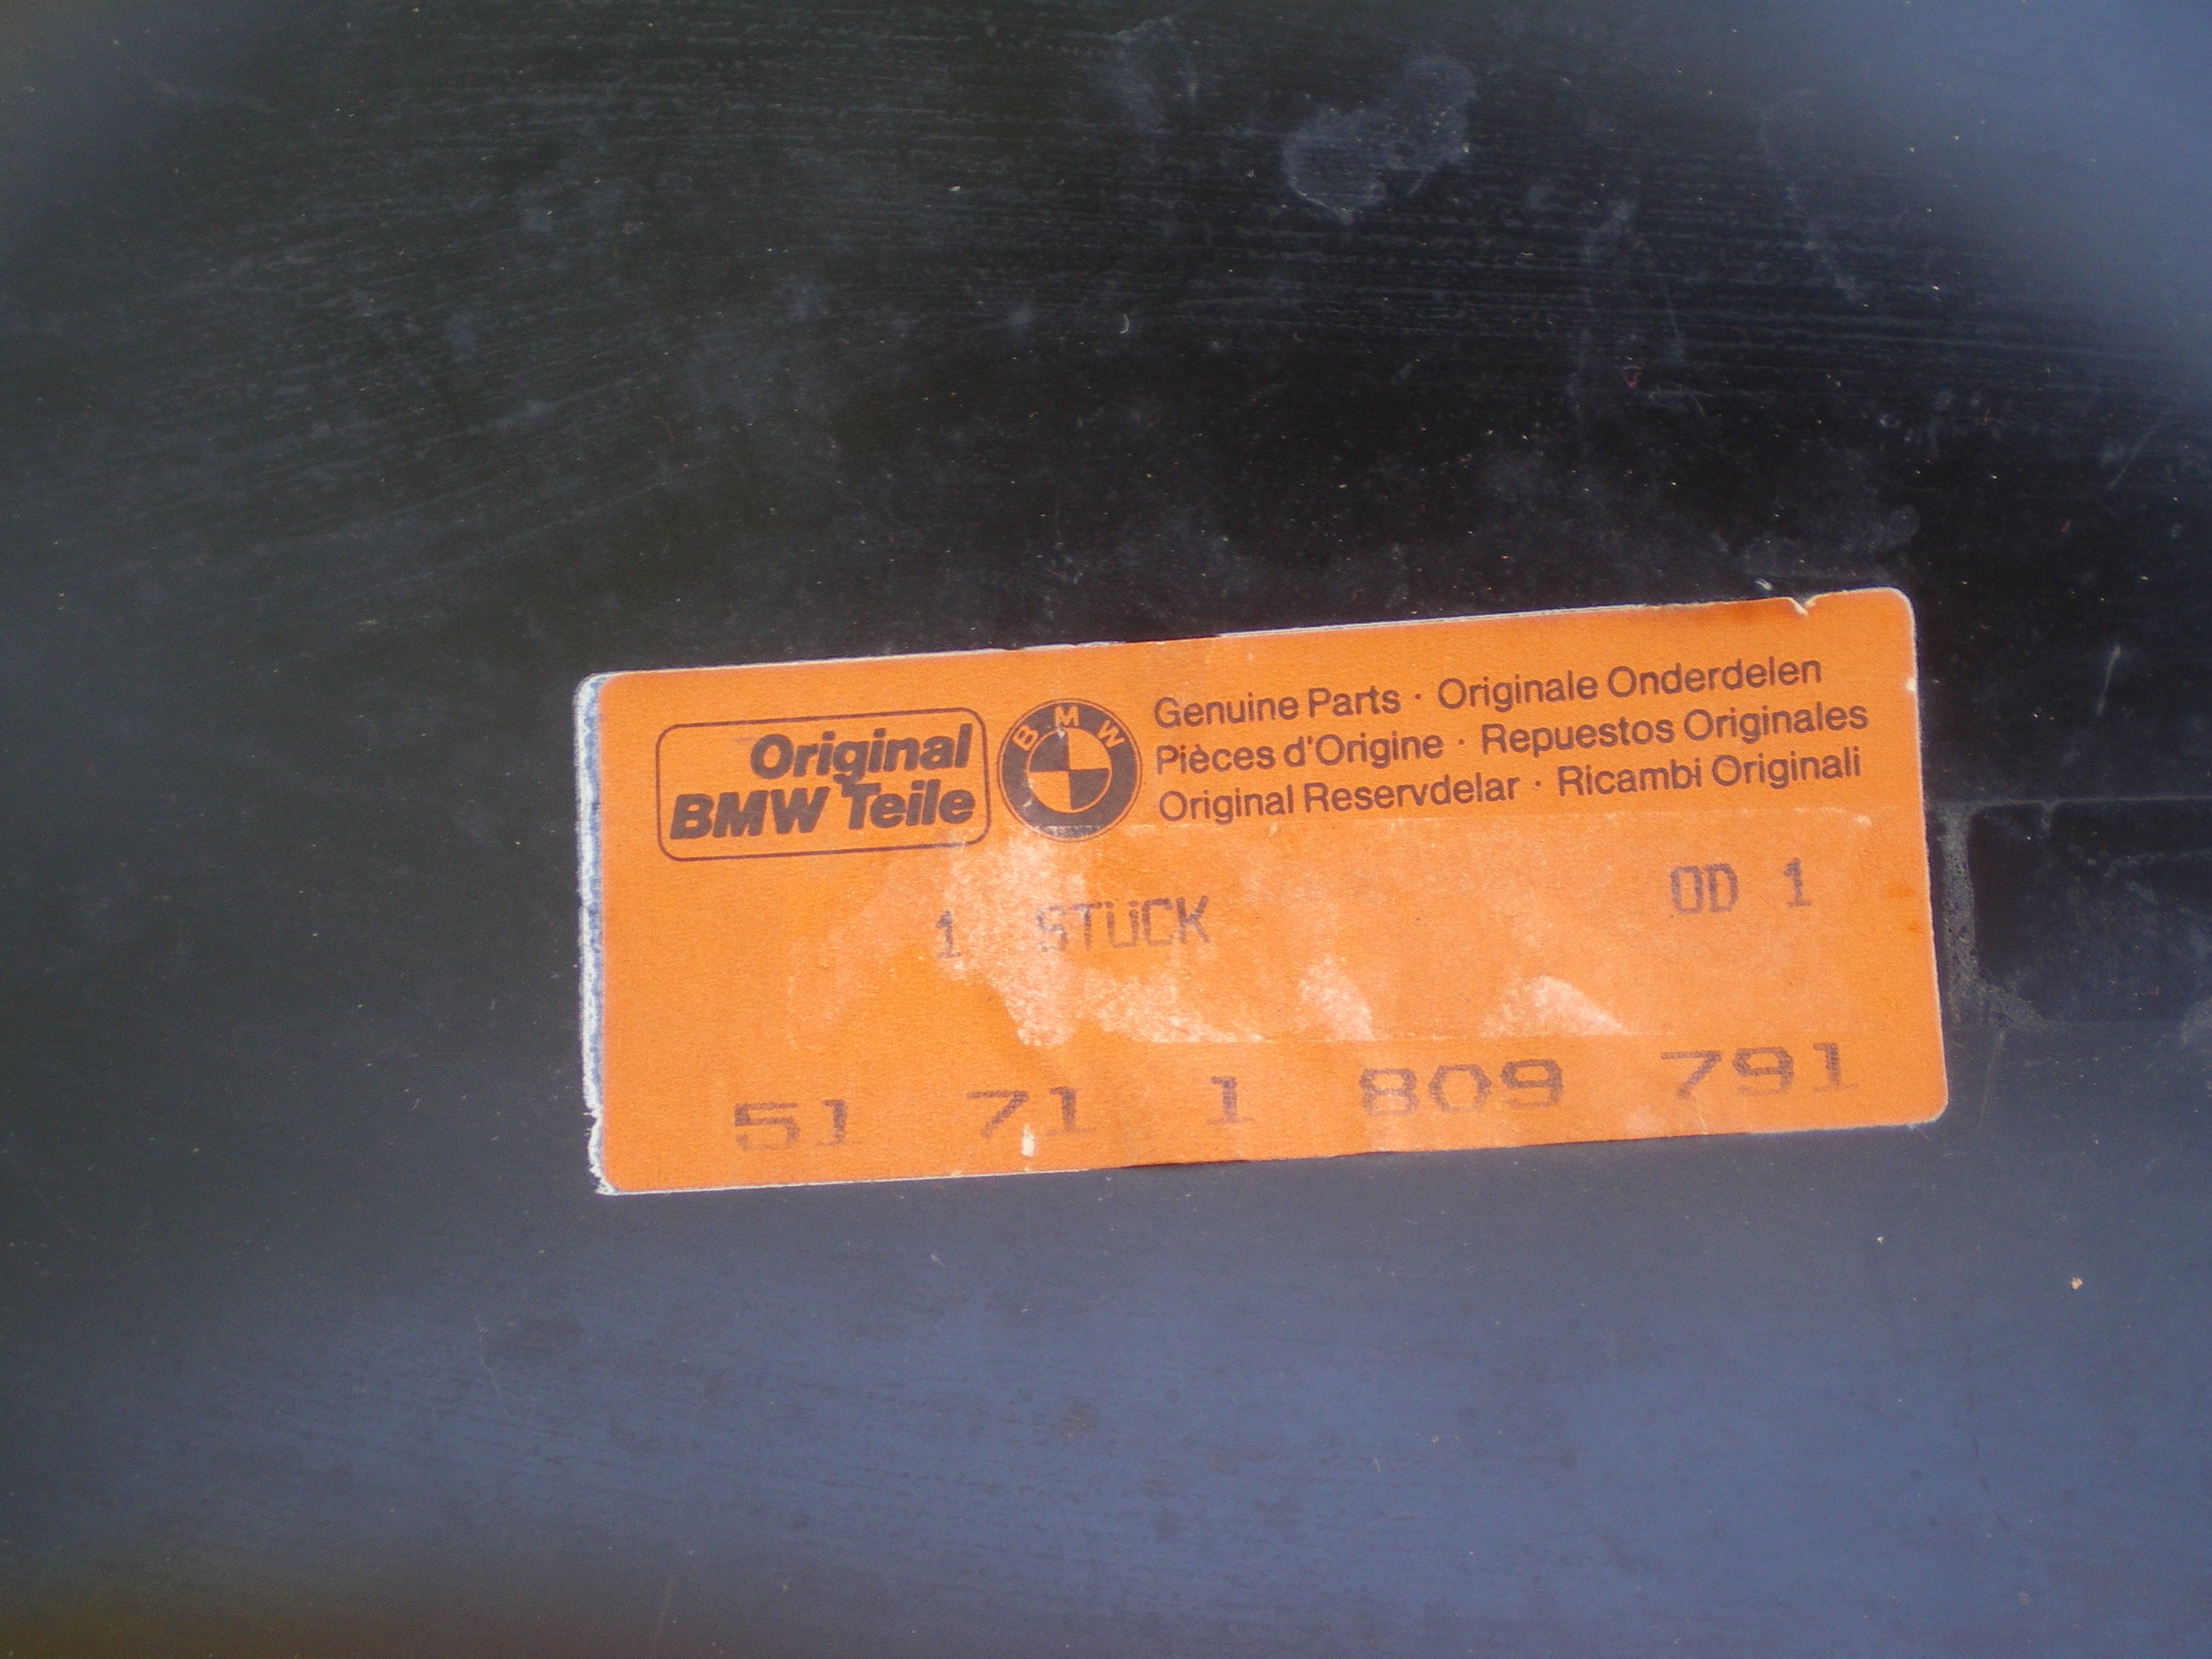 Original
BMW Teile
BMW
Genuine Parts · Originale Onderdelen
Pièces d'Origine · Repuestos Originales
Original Reservdelar · Ricambi Originali
1 STÜCK OD 1
51 71 1 809 791